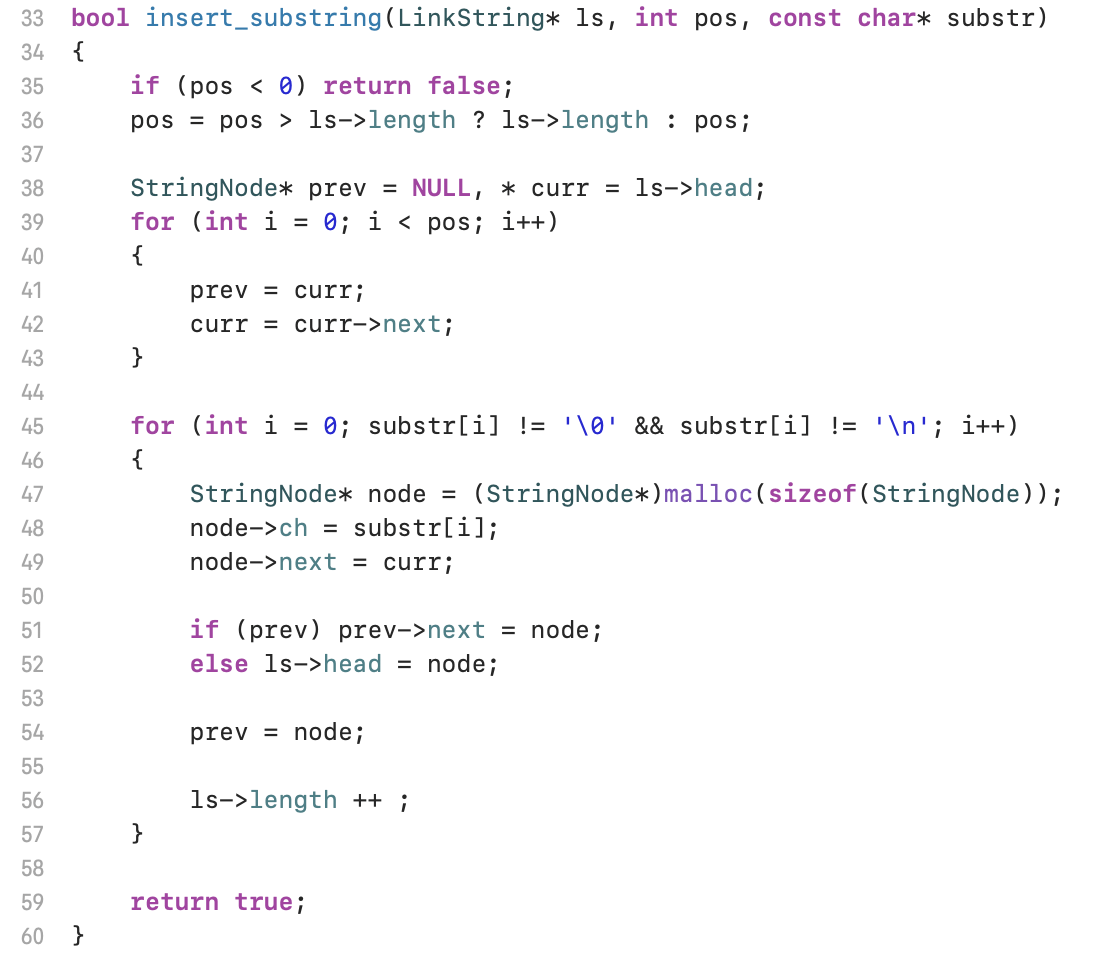 33 bool insert_substring(LinkString* ls, int pos, const char* substr)
34 {
35     if (pos < 0) return false;
36     pos = pos > ls->length ? ls->length : pos;
37
38     StringNode* prev = NULL, * curr = ls->head;
39     for (int i = 0; i < pos; i++)
40     {
41         prev = curr;
42         curr = curr->next;
43     }
44
45     for (int i = 0; substr[i] != '\0' && substr[i] != '\n'; i++)
46     {
47         StringNode* node = (StringNode*)malloc(sizeof(StringNode));
48         node->ch = substr[i];
49         node->next = curr;
50
51         if (prev) prev->next = node;
52         else ls->head = node;
53
54         prev = node;
55
56         ls->length ++ ;
57     }
58
59     return true;
60 }